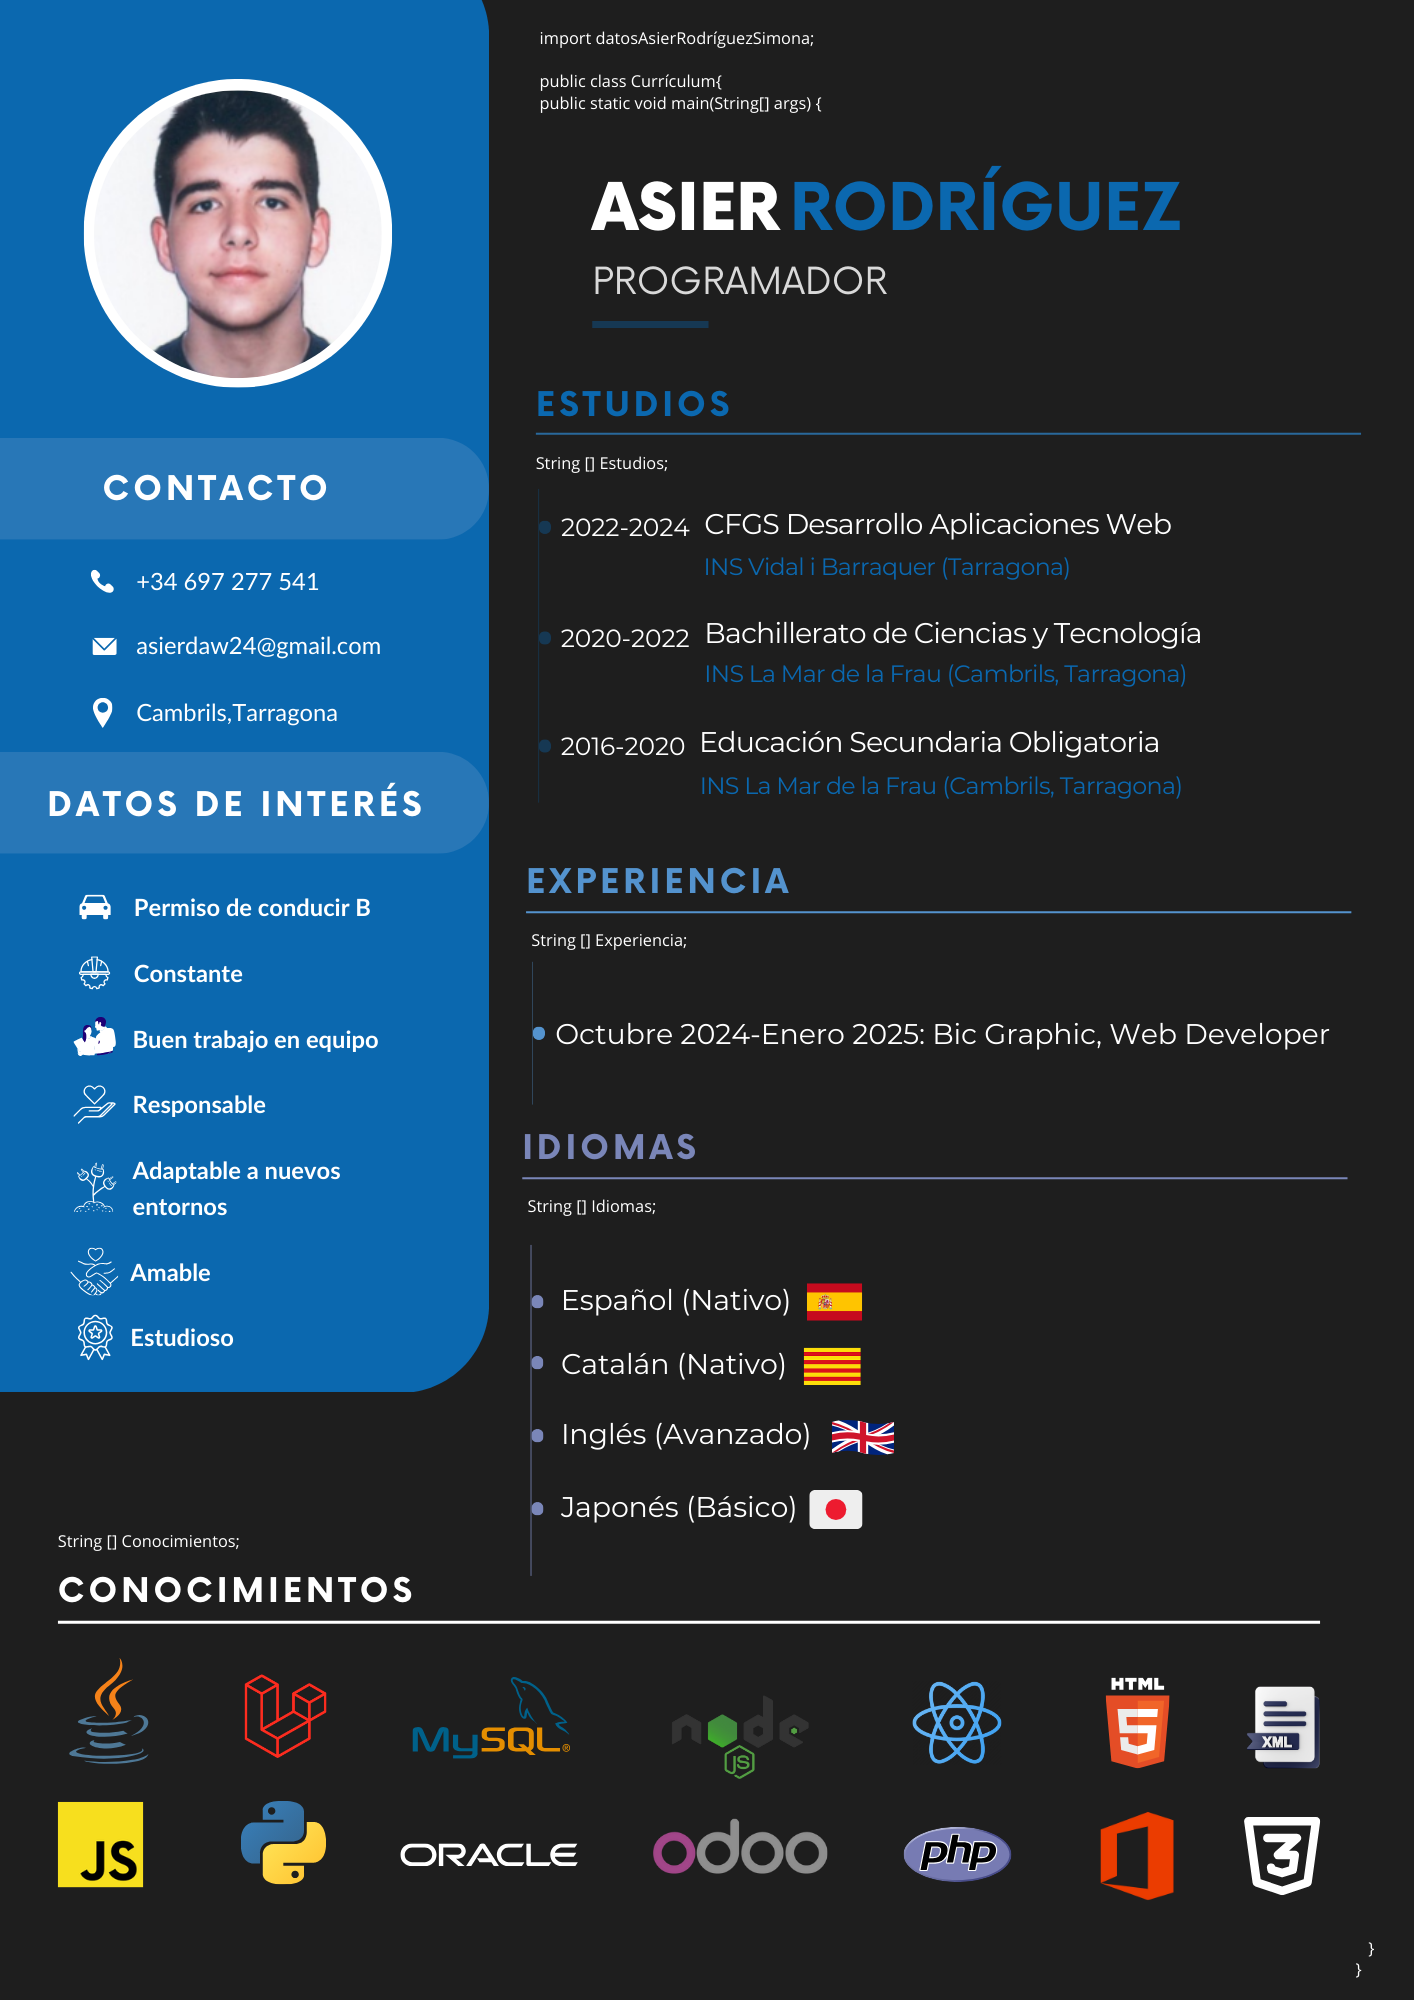 import datosAsierRodríguezSimona;
public class Currículum{
public static void main(String[] args) {
ASIER RODRÍGUEZ
PROGRAMADOR
CONTACTO
+34 697 277 541
asierdaw24@gmail.com
Cambrils,Tarragona
DATOS DE INTERÉS
Permiso de conducir B
Constante
Buen trabajo en equipo
Responsable
Adaptable a nuevos
entornos
Amable
Estudioso
ESTUDIOS
String [] Estudios;
2022-2024 CFGS Desarrollo Aplicaciones Web
INS Vidal i Barraquer (Tarragona)
2020-2022 Bachillerato de Ciencias y Tecnología
INS La Mar de la Frau (Cambrils, Tarragona)
2016-2020 Educación Secundaria Obligatoria
INS La Mar de la Frau (Cambrils, Tarragona)
EXPERIENCIA
String [] Experiencia;
Octubre 2024-Enero 2025: Bic Graphic, Web Developer
IDIOMAS
String [] Idiomas;
Español (Nativo)
Catalán (Nativo)
Inglés (Avanzado)
Japonés (Básico)
String [] Conocimientos;
CONOCIMIENTOS
MySQL®
node
JS
HTML
5
XML
JS
ORACLE
odoo
php
3
}
}